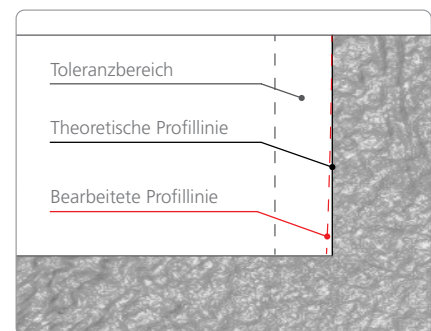 Toleranzbereich
Theoretische Profillinie
Bearbeitete Profillinie